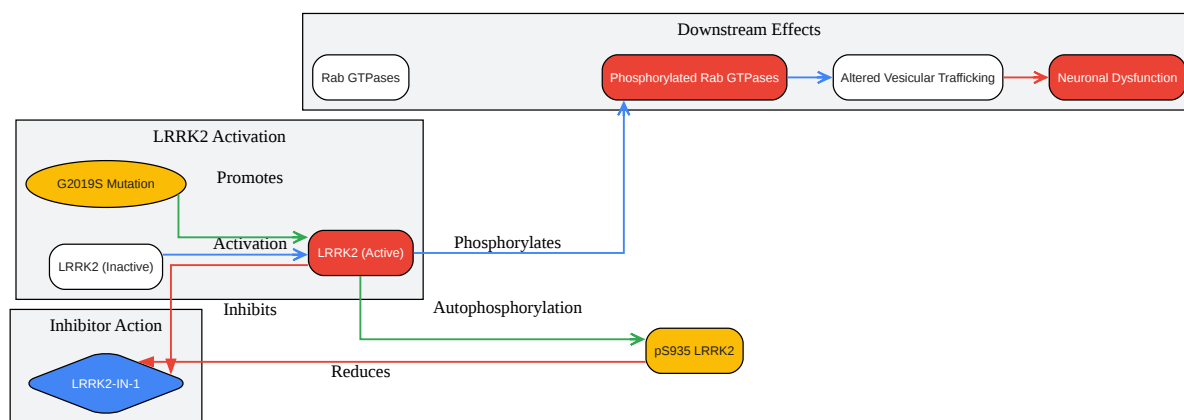 Downstream Effects
Rab GTPases
Phosphorylated Rab GTPases
Altered Vesicular Trafficking
Neuronal Dysfunction
LRRK2 Activation
G2019S Mutation
Promotes
LRRK2 (Inactive)
Activation
LRRK2 (Active)
Phosphorylates
Inhibits
Autophosphorylation
Inhibitor Action
pS935 LRRK2
Reduces
LRRK2-IN-1